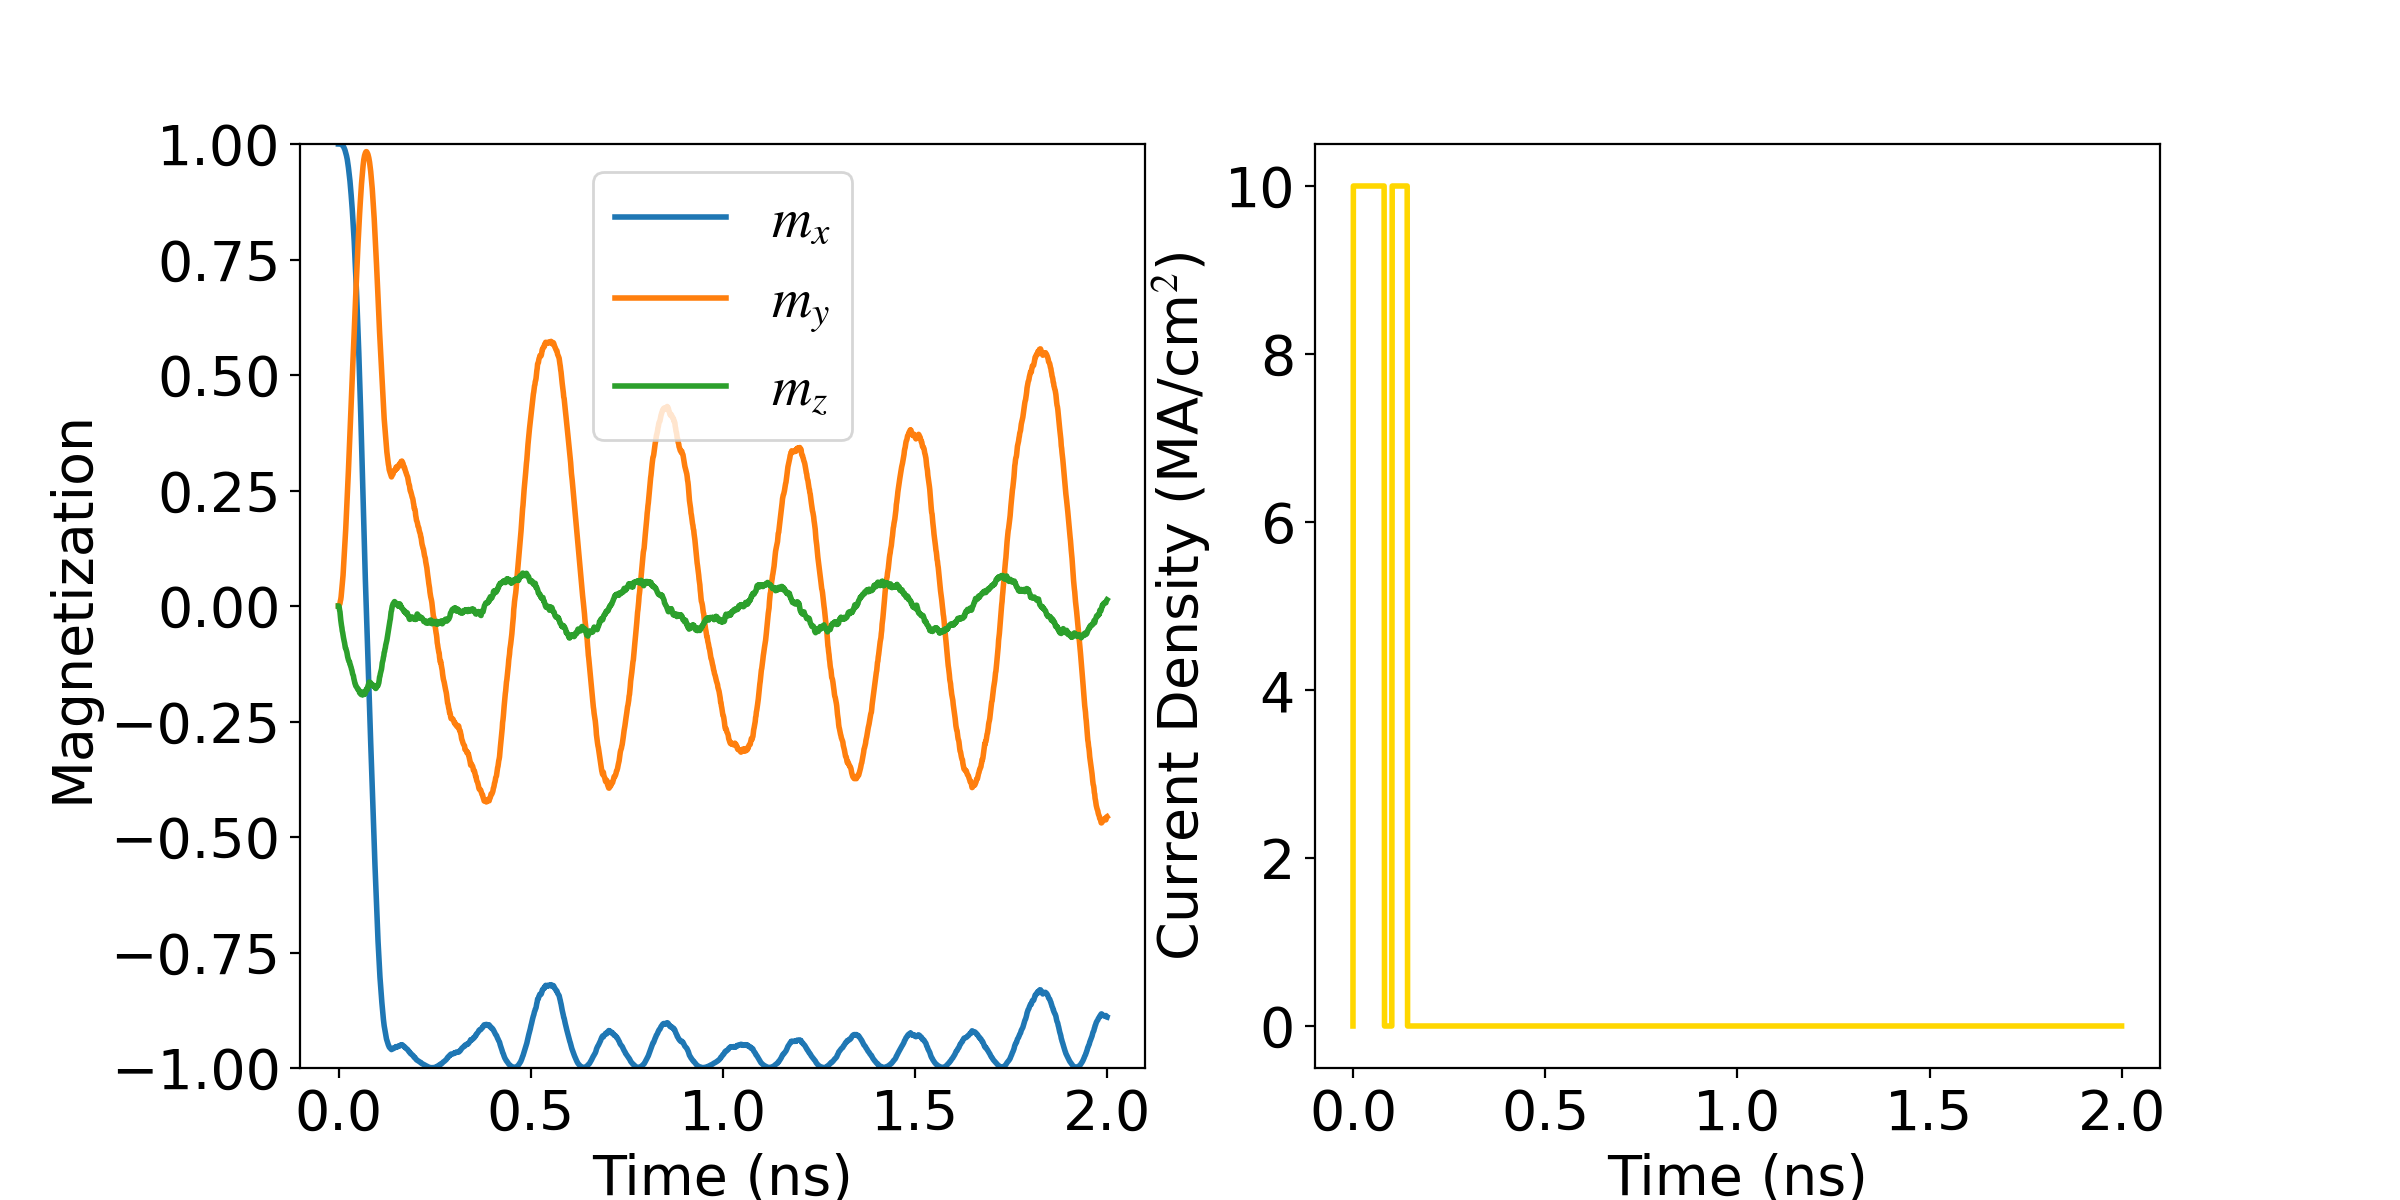 Magnetization
1.00
0.75
0.50
0.25
0.00
−0.25
−0.50
−0.75
−1.00
0.0 0.5 1.0 1.5 2.0
Time (ns)
m_x
m_y
m_z
Current Density (MA/cm²)
10
8
6
4
2
0
0.0 0.5 1.0 1.5 2.0
Time (ns)